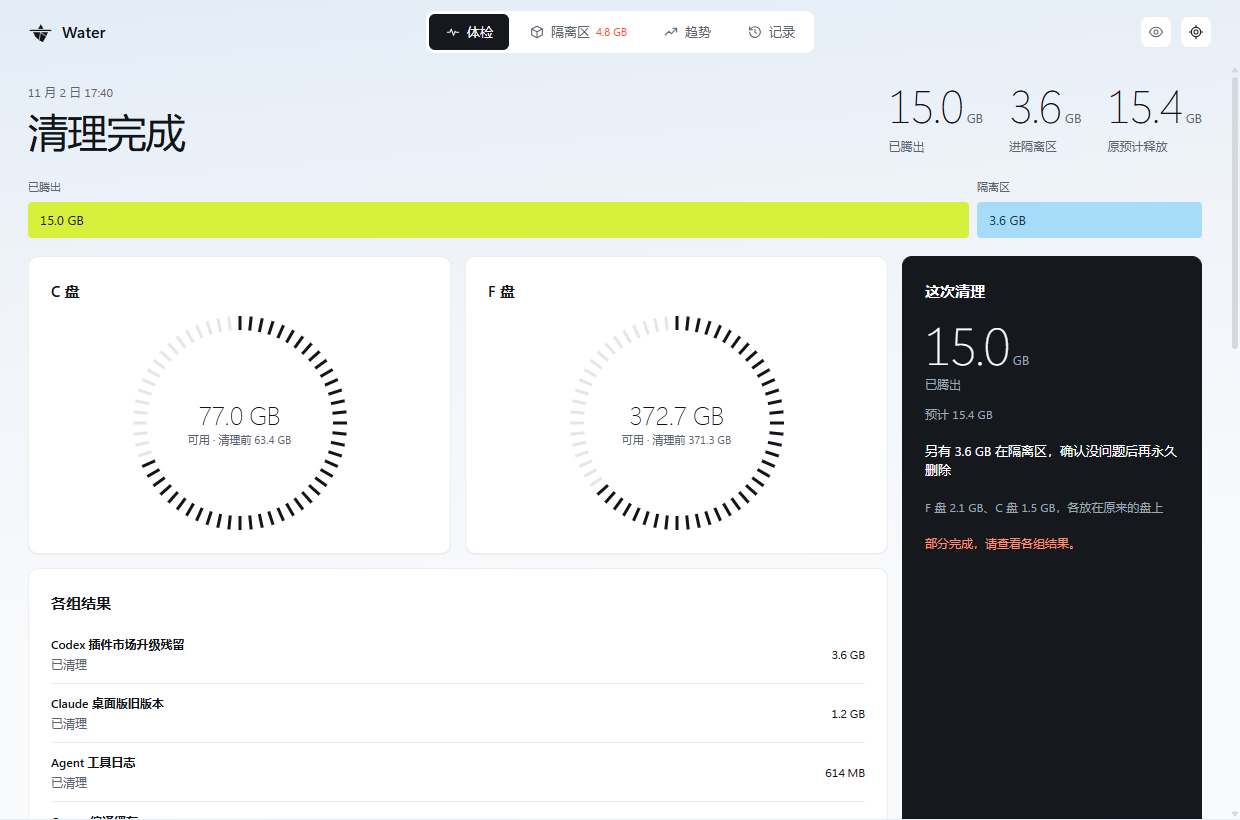 Water
体检
隔离区 4.8 GB
趋势
记录
11 月 2 日 17:40
清理完成
15.0 GB
已腾出
3.6 GB
进隔离区
15.4 GB
原预计释放
已腾出
隔离区
15.0 GB
3.6 GB
C 盘
77.0 GB
可用 · 清理前 63.4 GB
F 盘
372.7 GB
可用 · 清理前 371.3 GB
这次清理
15.0 GB
已腾出
预计 15.4 GB
另有 3.6 GB 在隔离区，确认没问题后再永久
删除
F 盘 2.1 GB、C 盘 1.5 GB，各放在原来的盘上
部分完成，请查看各组结果。
各组结果
Codex 插件市场升级残留
已清理
3.6 GB
Claude 桌面版旧版本
已清理
1.2 GB
Agent 工具日志
已清理
614 MB